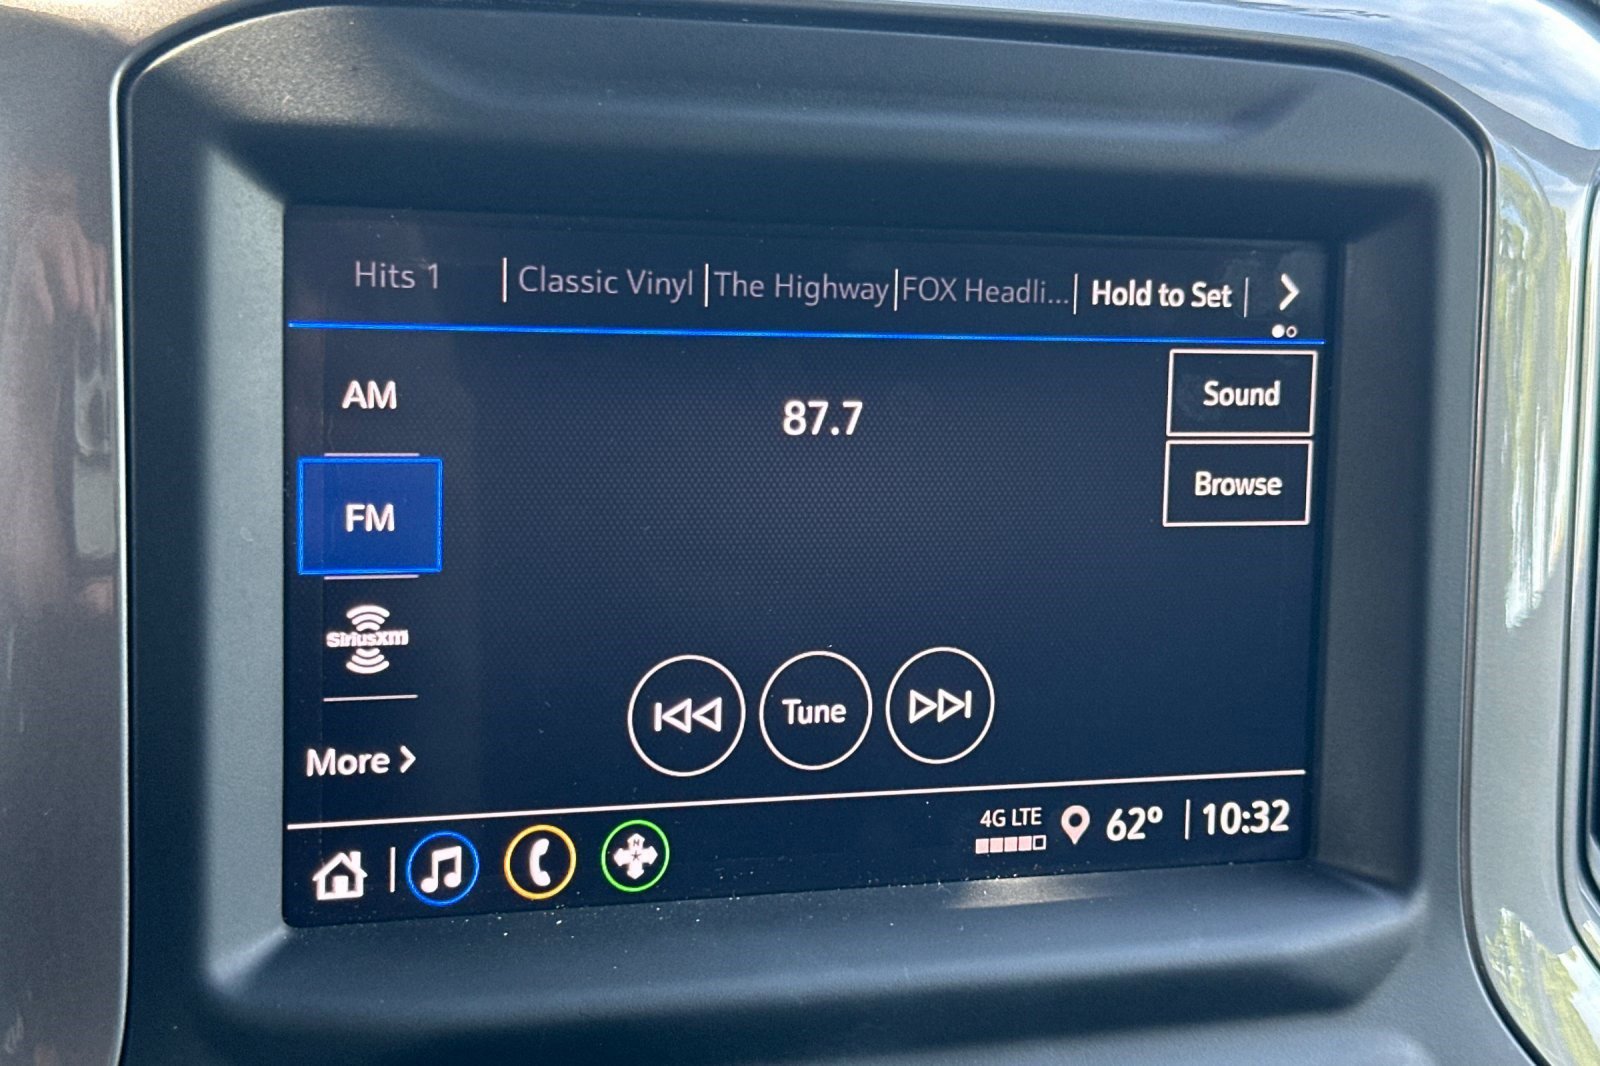 Hits 1 | Classic Vinyl | The Highway | FOX Headli... | Hold to Set |
AM
87.7
Sound
FM
Browse
SiriusXM
Tune
More
4G LTE 62° | 10:32
N